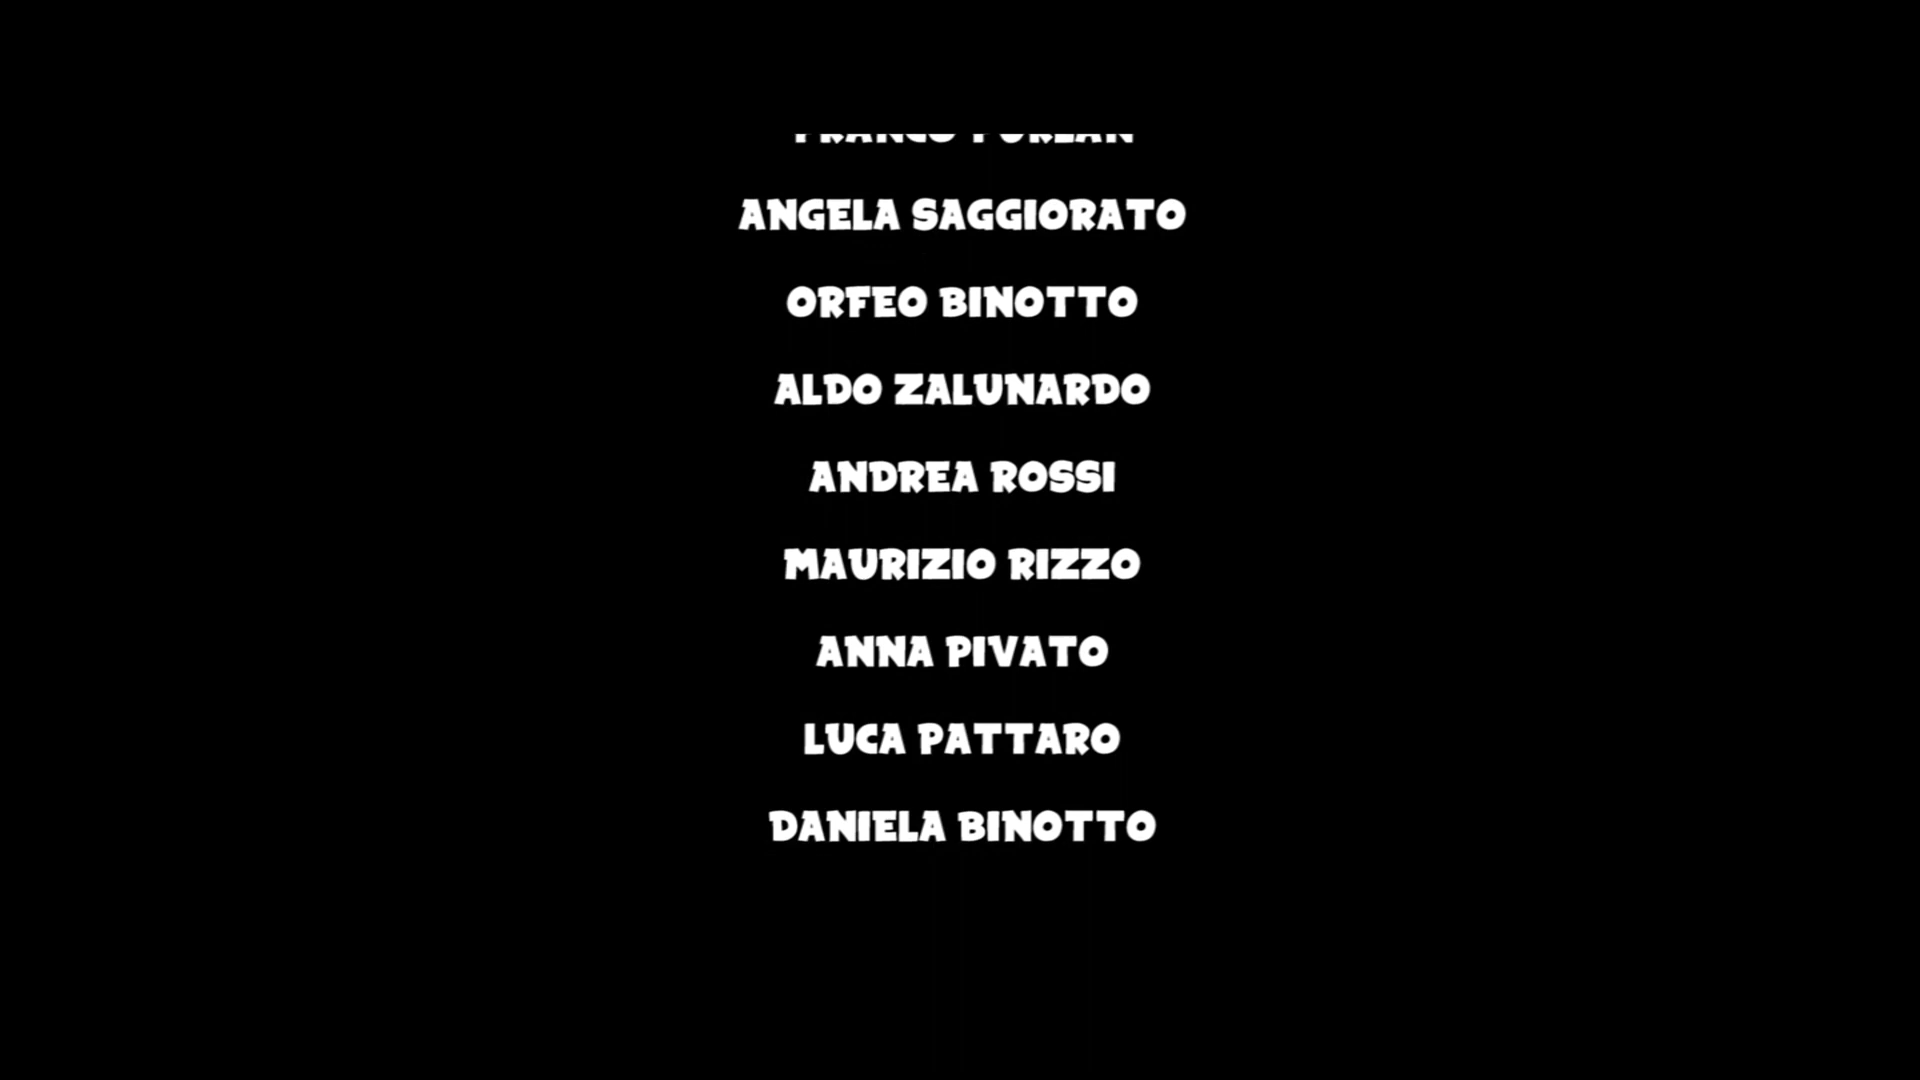 ANGELA SAGGIORATO
ORFEO BINOTTO
ALDO ZALUNARDO
ANDREA ROSSI
MAURIZIO RIZZO
ANNA PIVATO
LUCA PATTARO
DANIELA BINOTTO